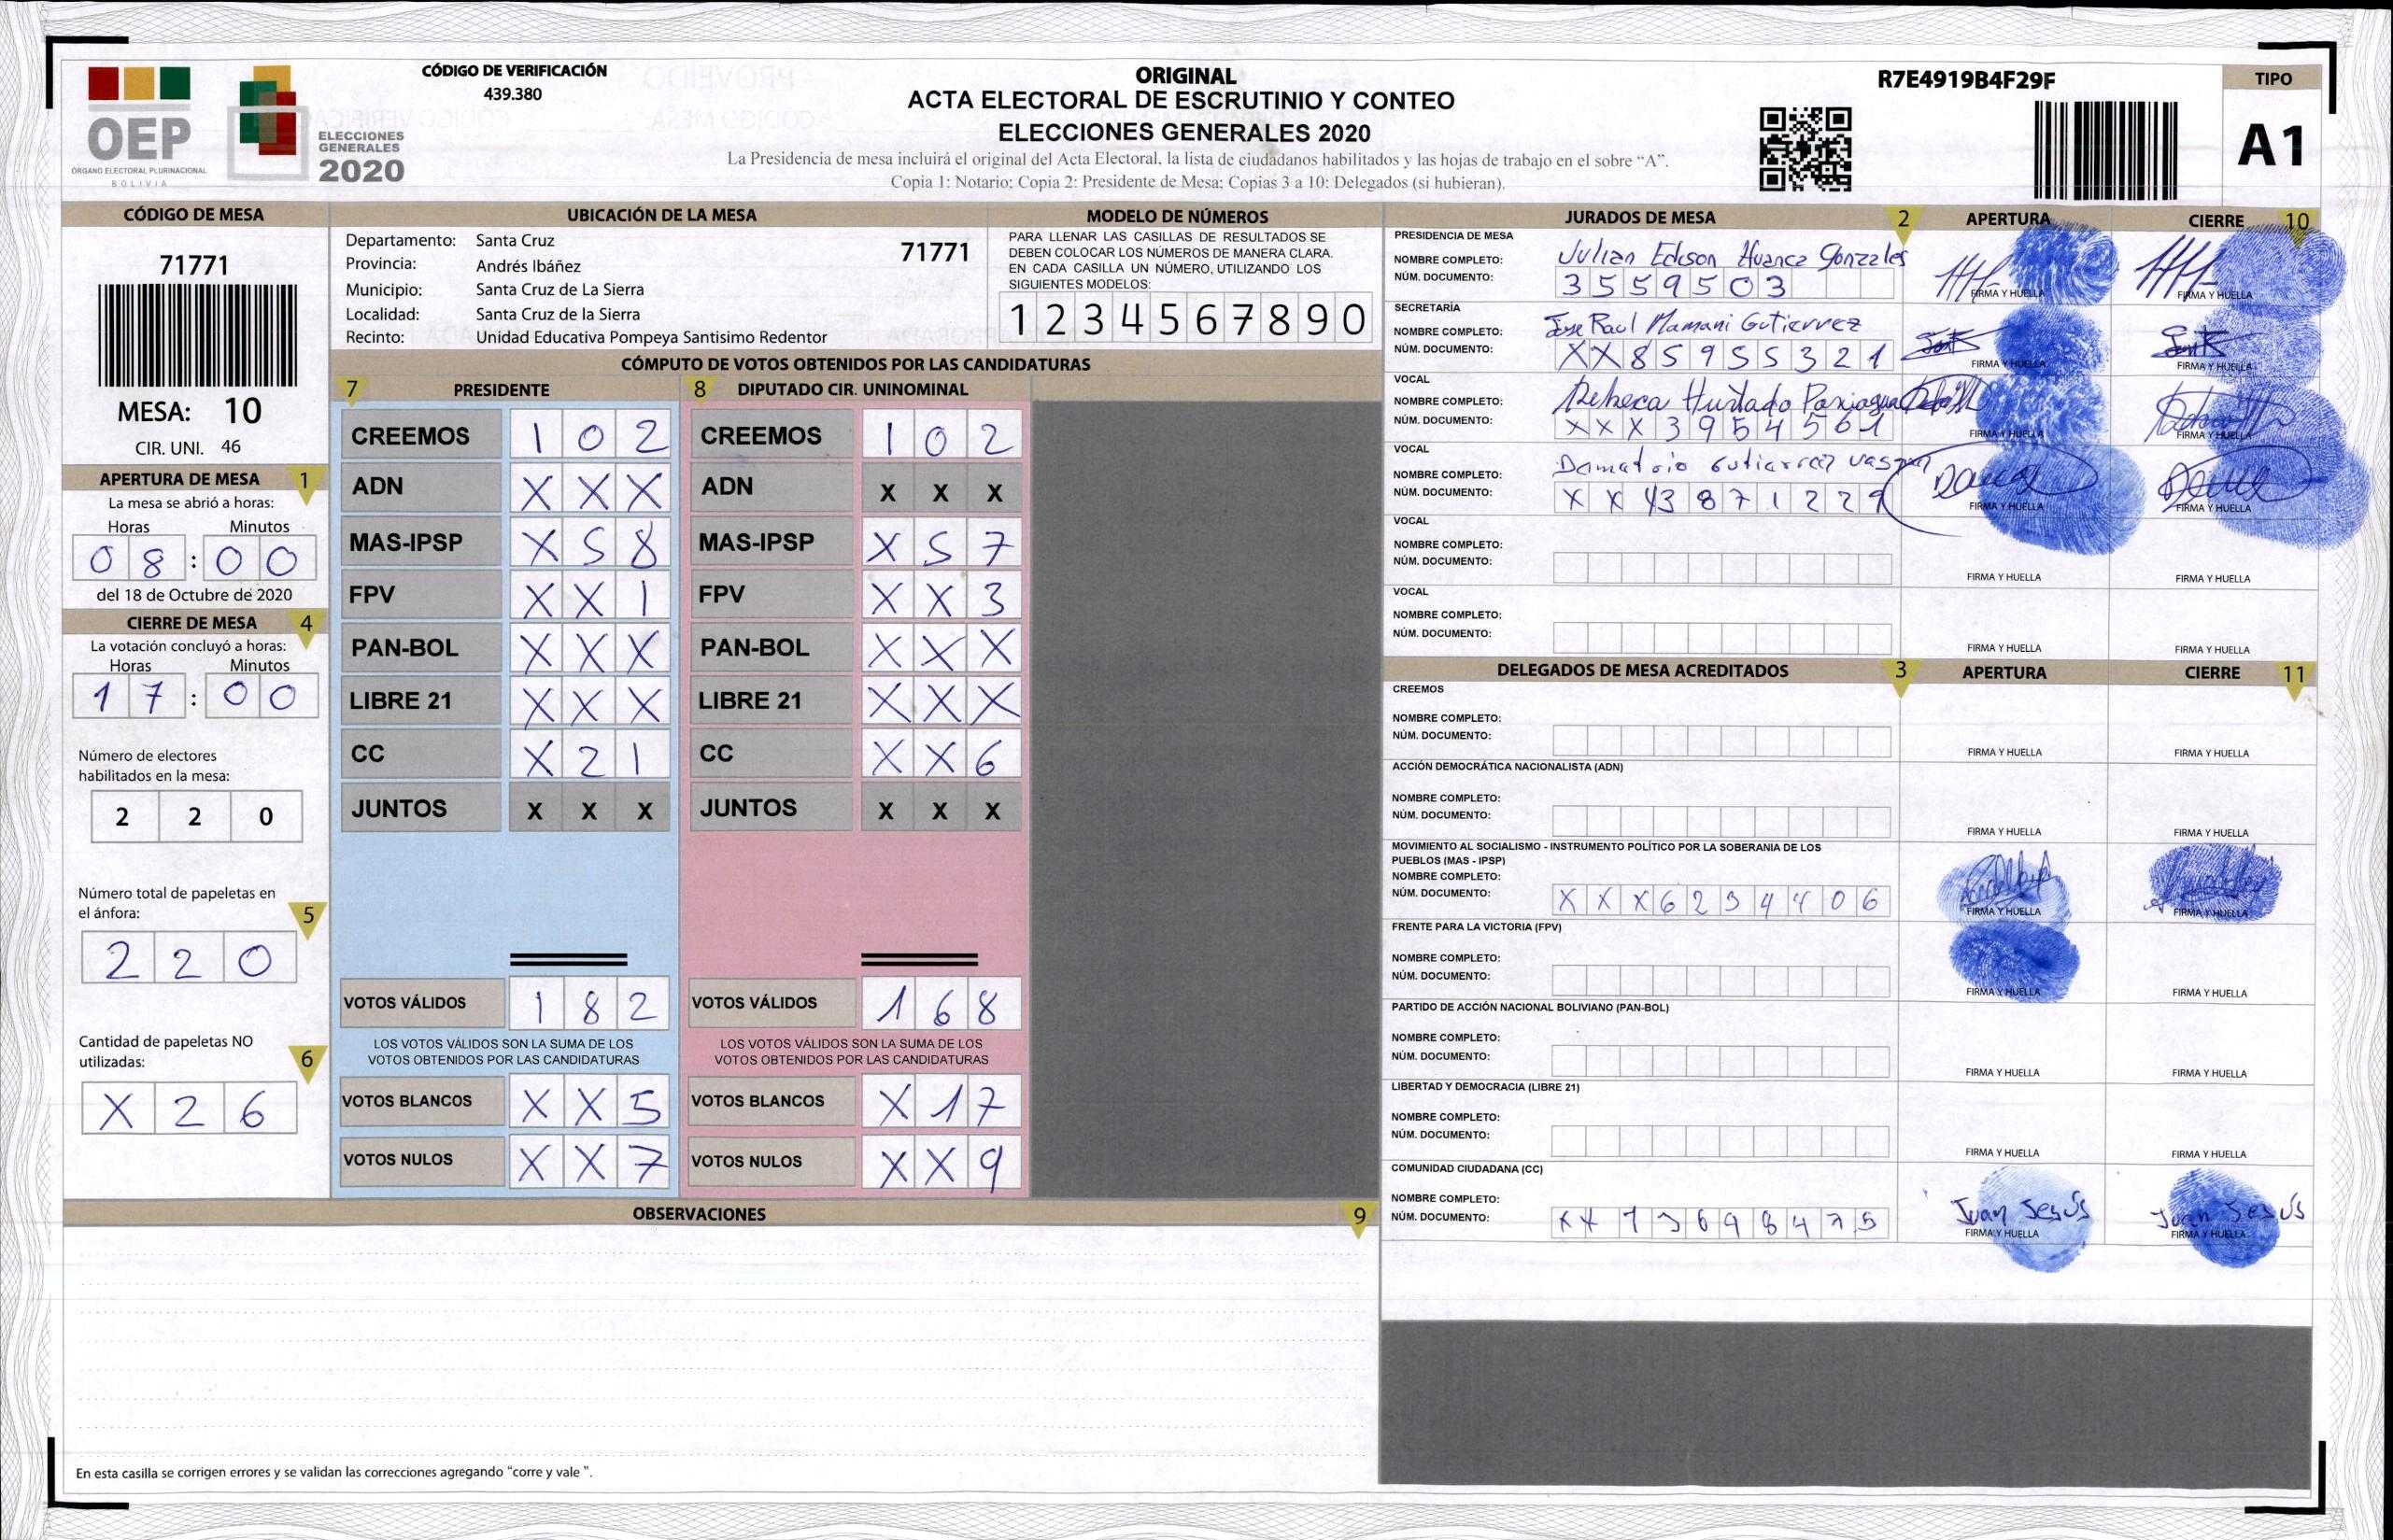 CÓDIGO DE VERIFICACIÓN
439.380
OEP
ÓRGANO ELECTORAL PLURINACIONAL
BOLIVIA
ELECCIONES
GENERALES
2020
ORIGINAL
ACTA ELECTORAL DE ESCRUTINIO Y CONTEO
ELECCIONES GENERALES 2020
La Presidencia de mesa incluirá el original del Acta Electoral, la lista de ciudadanos habilitados y las hojas de trabajo en el sobre “A”.
Copia 1: Notario; Copia 2: Presidente de Mesa; Copias 3 a 10: Delegados (si hubieran).
R7E4919B4F29F
TIPO
A1
CÓDIGO DE MESA
71771
MESA: 10
CIR. UNI. 46
APERTURA DE MESA 1
La mesa se abrió a horas:
Horas Minutos
0 8 : 0 0
del 18 de Octubre de 2020
CIERRE DE MESA 4
La votación concluyó a horas:
Horas Minutos
1 7 : 0 0
Número de electores
habilitados en la mesa:
2 2 0
Número total de papeletas en
el ánfora: 5
2 2 0
Cantidad de papeletas NO
utilizadas: 6
X 2 6
UBICACIÓN DE LA MESA
Departamento: Santa Cruz 71771
Provincia: Andrés Ibáñez
Municipio: Santa Cruz de La Sierra
Localidad: Santa Cruz de la Sierra
Recinto: Unidad Educativa Pompeya Santisimo Redentor
MODELO DE NÚMEROS
PARA LLENAR LAS CASILLAS DE RESULTADOS SE
DEBEN COLOCAR LOS NÚMEROS DE MANERA CLARA.
EN CADA CASILLA UN NÚMERO, UTILIZANDO LOS
SIGUIENTES MODELOS:
1 2 3 4 5 6 7 8 9 0
CÓMPUTO DE VOTOS OBTENIDOS POR LAS CANDIDATURAS
7 PRESIDENTE
CREEMOS 1 0 2
ADN X X X
MAS-IPSP X 5 8
FPV X X 1
PAN-BOL X X X
LIBRE 21 X X X
CC X 2 1
JUNTOS X X X
VOTOS VÁLIDOS 1 8 2
LOS VOTOS VÁLIDOS SON LA SUMA DE LOS
VOTOS OBTENIDOS POR LAS CANDIDATURAS
VOTOS BLANCOS X X 5
VOTOS NULOS X X 7
8 DIPUTADO CIR. UNINOMINAL
CREEMOS 1 0 2
ADN X X X
MAS-IPSP X 5 7
FPV X X 3
PAN-BOL X X X
LIBRE 21 X X X
CC X X 6
JUNTOS X X X
VOTOS VÁLIDOS 1 6 8
LOS VOTOS VÁLIDOS SON LA SUMA DE LOS
VOTOS OBTENIDOS POR LAS CANDIDATURAS
VOTOS BLANCOS X 1 7
VOTOS NULOS X X 9
OBSERVACIONES 9
En esta casilla se corrigen errores y se validan las correcciones agregando “corre y vale ”.
JURADOS DE MESA 2 APERTURA CIERRE 10
PRESIDENCIA DE MESA
NOMBRE COMPLETO: Julian Edison Huanca Gonzales
NÚM. DOCUMENTO: 3 5 5 9 5 0 3
FIRMA Y HUELLA FIRMA Y HUELLA
SECRETARÍA
NOMBRE COMPLETO: Jose Raul Mamani Gutierrez
NÚM. DOCUMENTO: X X 8 5 9 5 5 3 2 1
FIRMA Y HUELLA FIRMA Y HUELLA
VOCAL
NOMBRE COMPLETO: Rebeca Hurtado Paniagua
NÚM. DOCUMENTO: X X X 3 9 5 4 5 6 1
FIRMA Y HUELLA FIRMA Y HUELLA
VOCAL
NOMBRE COMPLETO: Demetrio Gutierrez
NÚM. DOCUMENTO: X X 4 3 8 7 1 2 2 9
FIRMA Y HUELLA FIRMA Y HUELLA
VOCAL
NOMBRE COMPLETO:
NÚM. DOCUMENTO:
FIRMA Y HUELLA FIRMA Y HUELLA
VOCAL
NOMBRE COMPLETO:
NÚM. DOCUMENTO:
FIRMA Y HUELLA FIRMA Y HUELLA
DELEGADOS DE MESA ACREDITADOS 3 APERTURA CIERRE 11
CREEMOS
NOMBRE COMPLETO:
NÚM. DOCUMENTO:
FIRMA Y HUELLA FIRMA Y HUELLA
ACCIÓN DEMOCRÁTICA NACIONALISTA (ADN)
NOMBRE COMPLETO:
NÚM. DOCUMENTO:
FIRMA Y HUELLA FIRMA Y HUELLA
MOVIMIENTO AL SOCIALISMO - INSTRUMENTO POLÍTICO POR LA SOBERANIA DE LOS
PUEBLOS (MAS - IPSP)
NOMBRE COMPLETO:
NÚM. DOCUMENTO: X X X 6 2 3 4 4 0 6
FIRMA Y HUELLA FIRMA Y HUELLA
FRENTE PARA LA VICTORIA (FPV)
NOMBRE COMPLETO:
NÚM. DOCUMENTO:
FIRMA Y HUELLA FIRMA Y HUELLA
PARTIDO DE ACCIÓN NACIONAL BOLIVIANO (PAN-BOL)
NOMBRE COMPLETO:
NÚM. DOCUMENTO:
FIRMA Y HUELLA FIRMA Y HUELLA
LIBERTAD Y DEMOCRACIA (LIBRE 21)
NOMBRE COMPLETO:
NÚM. DOCUMENTO:
FIRMA Y HUELLA FIRMA Y HUELLA
COMUNIDAD CIUDADANA (CC)
NOMBRE COMPLETO:
NÚM. DOCUMENTO: X X 7 3 6 9 8 4 7 5
Juan Jesús Juan Jesús
FIRMA Y HUELLA FIRMA Y HUELLA